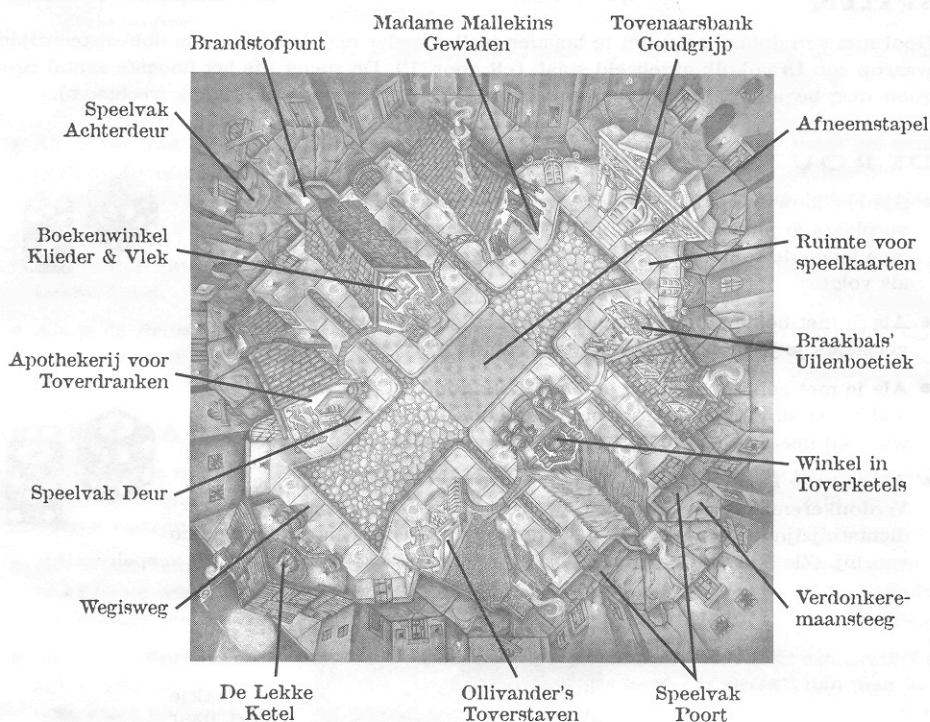 Brandstofpunt
Madame Mallekins
Gewaden
Tovenaarsbank
Goudgrijp
Speelvak
Achterdeur
Afneemstapel
Boekenwinkel
Klieder & Vlek
Ruimte voor
speelkaarten
Apothekerij voor
Toverdranken
Braakbals'
Uilenboetiek
Speelvak Deur
Winkel in
Toverketels
Wegisweg
Verdonkere-
maansteeg
De Lekke
Ketel
Ollivander's
Toverstaven
Speelvak
Poort